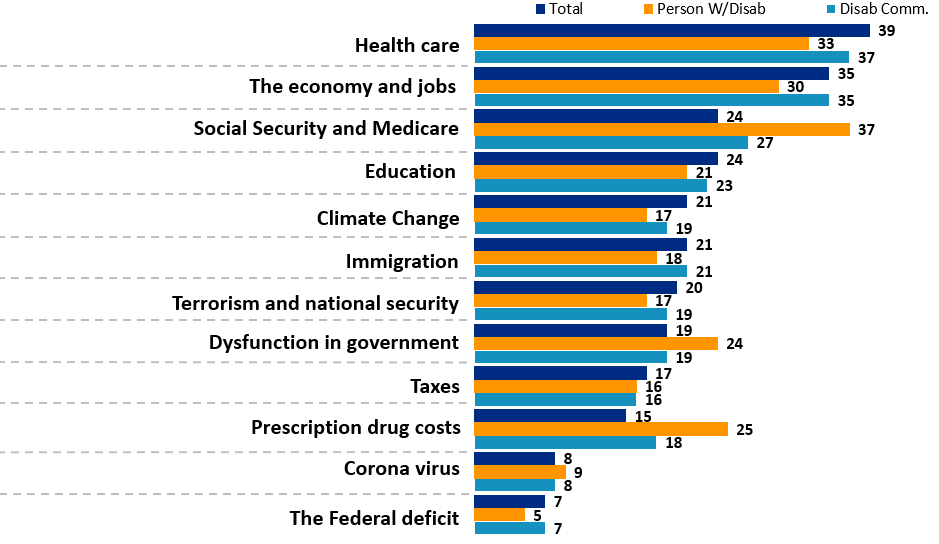 Total Person W/Disab Disab Comm.
Health care
39
33
37
The economy and jobs
35
30
35
Social Security and Medicare
24
37
27
Education
24
21
23
Climate Change
21
17
19
Immigration
21
18
21
Terrorism and national security
20
17
19
Dysfunction in government
19
24
19
Taxes
17
16
16
Prescription drug costs
15
25
18
Corona virus
8
9
8
The Federal deficit
7
5
7